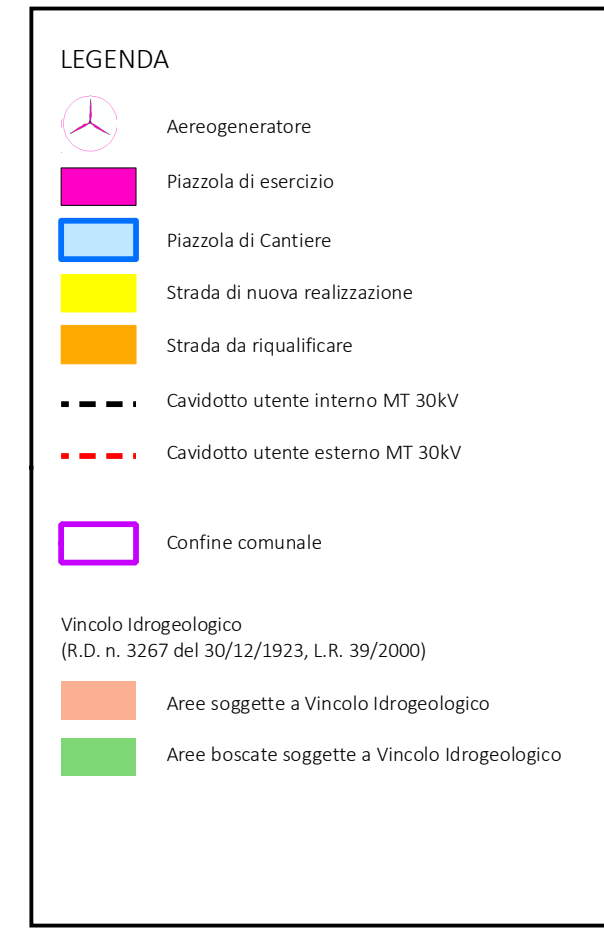 LEGENDA
Aereogeneratore
Piazzola di esercizio
Piazzola di Cantiere
Strada di nuova realizzazione
Strada da riqualificare
Cavidotto utente interno MT 30kV
Cavidotto utente esterno MT 30kV
Confine comunale
Vincolo Idrogeologico
(R.D. n. 3267 del 30/12/1923, L.R. 39/2000)
Aree soggette a Vincolo Idrogeologico
Aree boscate soggette a Vincolo Idrogeologico